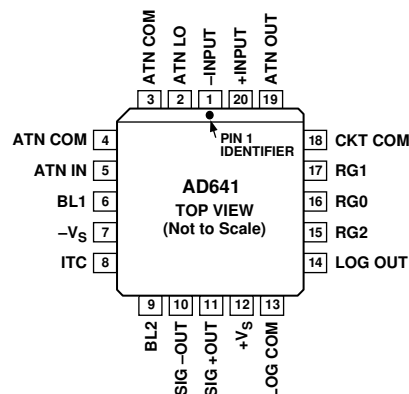 ATN COM
ATN LO
–INPUT
+INPUT
ATN OUT
3
2
1
20
19
ATN COM 4
ATN IN 5
BL1 6
–VS 7
ITC 8
PIN 1
IDENTIFIER
AD641
TOP VIEW
(Not to Scale)
18 CKT COM
17 RG1
16 RG0
15 RG2
14 LOG OUT
9
10
11
12
13
BL2
SIG –OUT
SIG +OUT
+VS
LOG COM